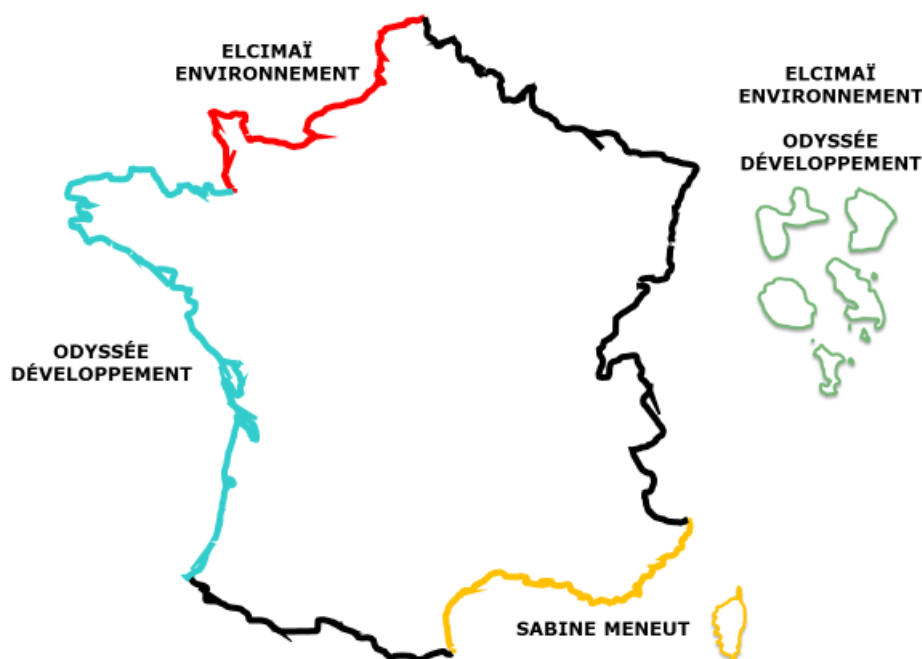 ELCIMAÏ
ENVIRONNEMENT
ELCIMAÏ
ENVIRONNEMENT
ODYSSÉE
DÉVELOPPEMENT
ODYSSÉE
DÉVELOPPEMENT
SABINE MENEUT